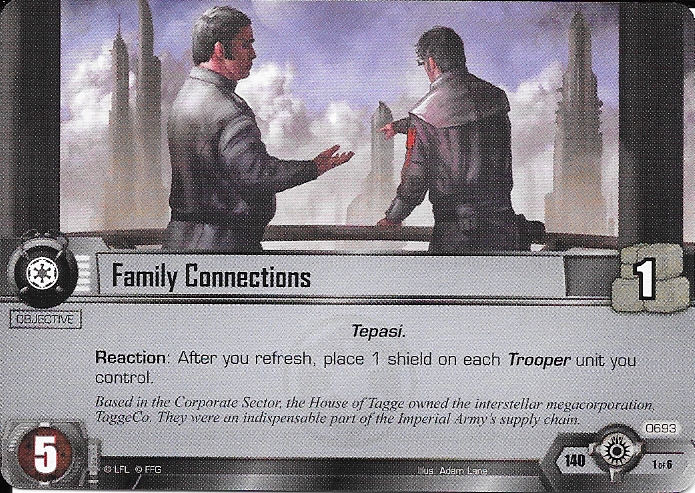 Family Connections
1
OBJECTIVE
Tepasi.
Reaction: After you refresh, place 1 shield on each Trooper unit you
control.
Based in the Corporate Sector, the House of Tagge owned the interstellar megacorporation,
TaggeCo. They were an indispensable part of the Imperial Army's supply chain.
5
0693
© LFL © FFG
Illus. Adam Lane
140
1 of 6